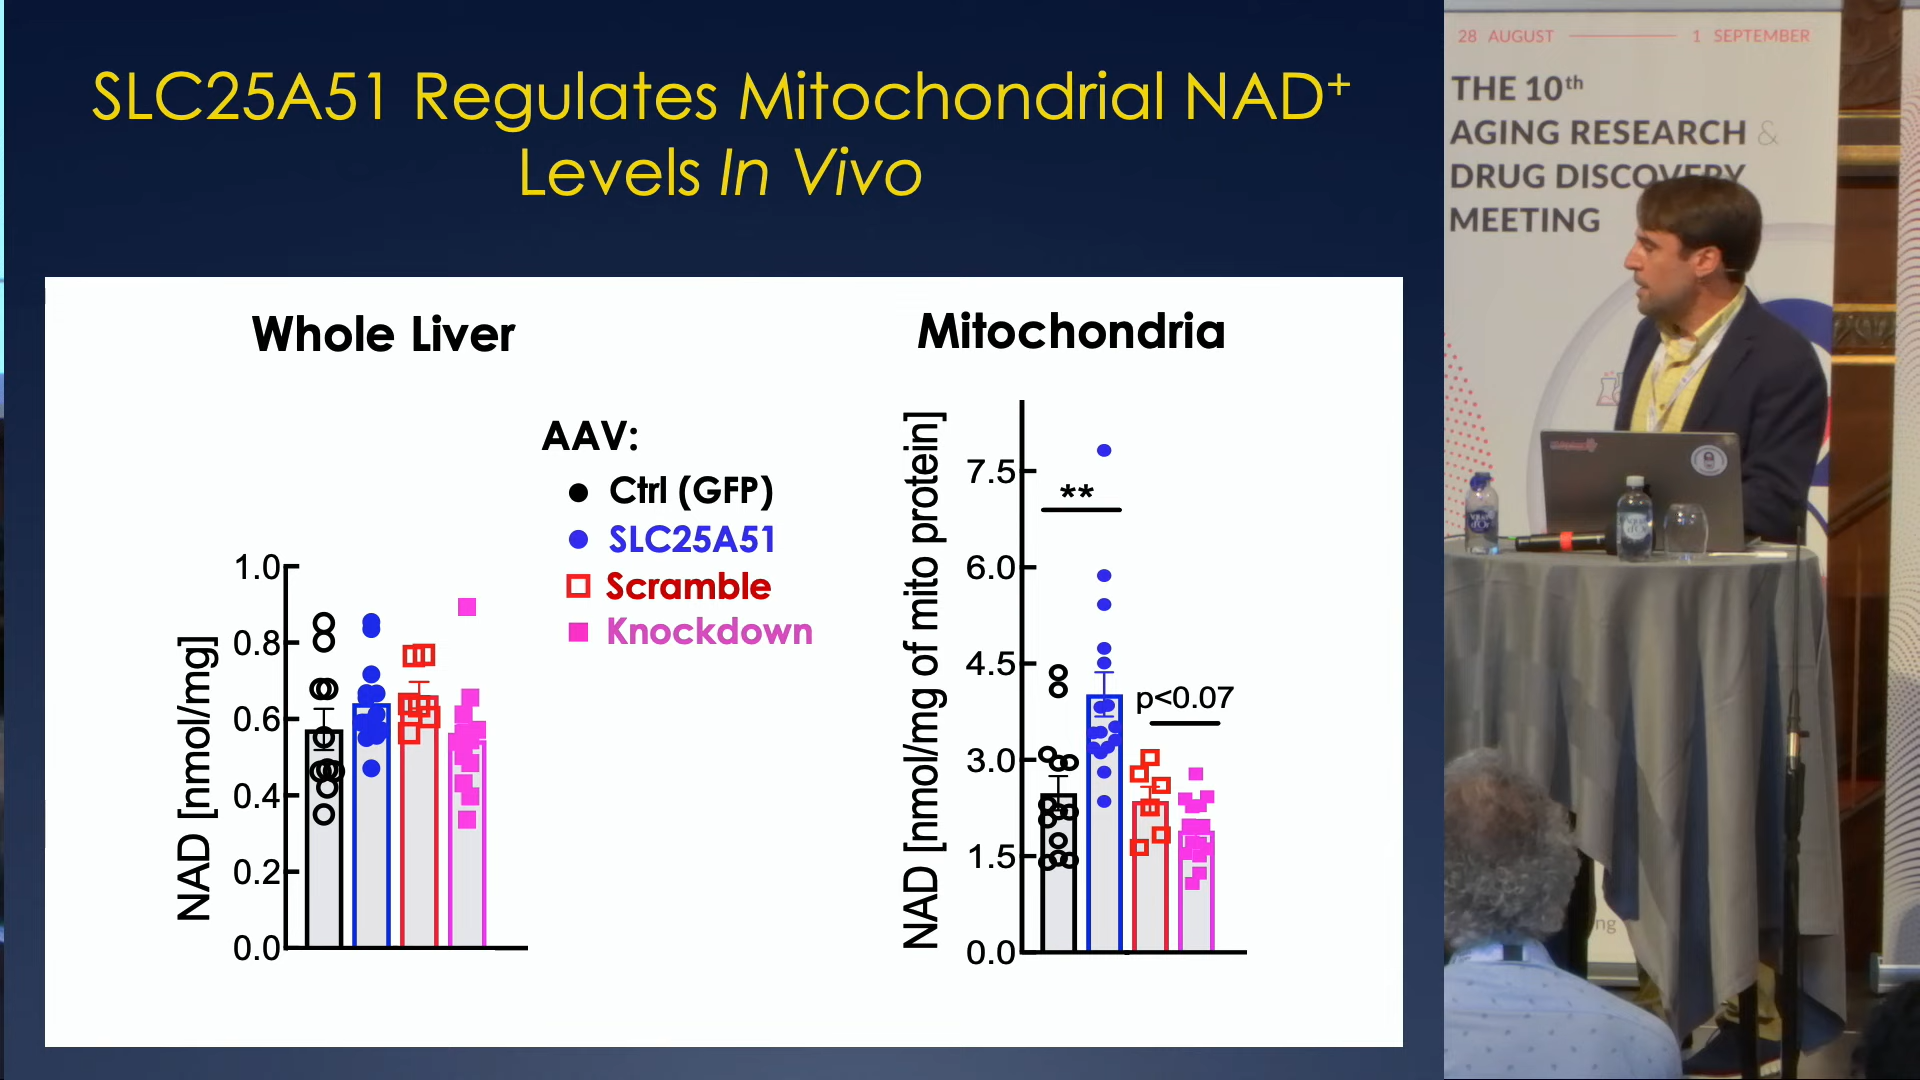 SLC25A51 Regulates Mitochondrial NAD+
Levels In Vivo
Whole Liver
NAD [nmol/mg]
1.0
0.8
0.6
0.4
0.2
0.0
AAV:
Ctrl (GFP)
SLC25A51
Scramble
Knockdown
Mitochondria
NAD [nmol/mg of mito protein]
7.5
6.0
4.5
3.0
1.5
0.0
**
p<0.07
28 AUGUST 1 SEPTEMBER
THE 10th
AGING RESEARCH &
DRUG DISCOVERY
MEETING
ng